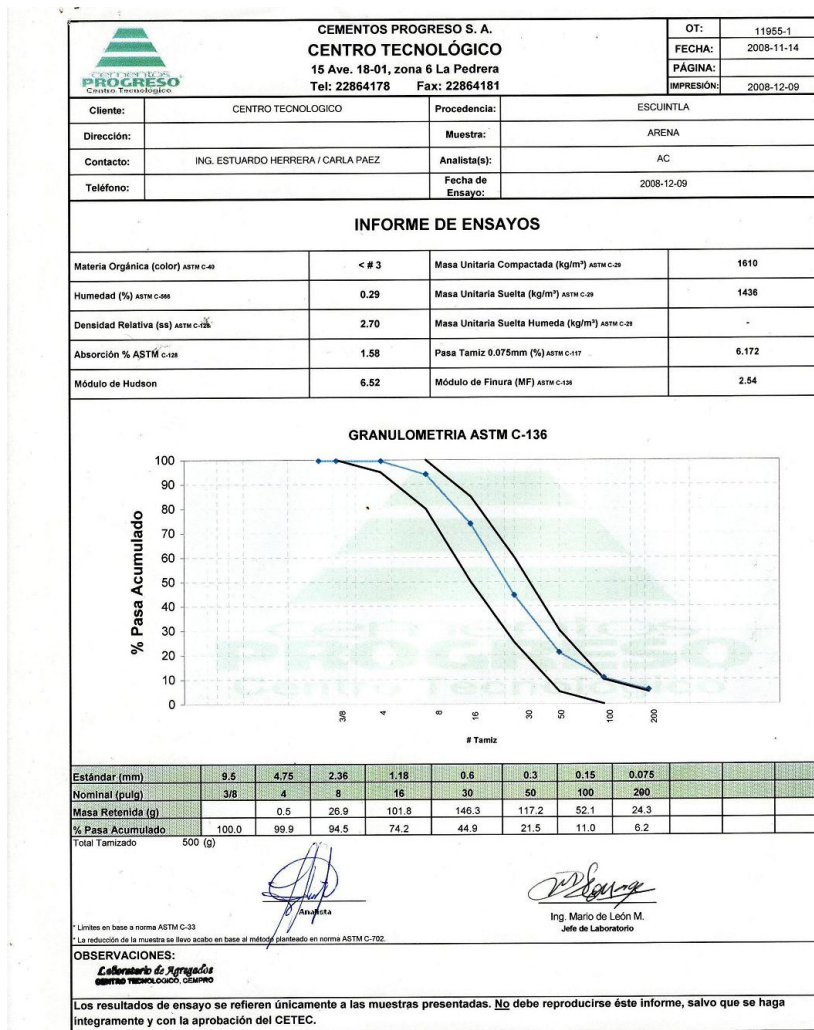 cementos
PROGRESO
Centro Tecnológico
CEMENTOS PROGRESO S. A.
CENTRO TECNOLÓGICO
15 Ave. 18-01, zona 6 La Pedrera
Tel: 22864178 Fax: 22864181
OT: 11955-1
FECHA: 2008-11-14
PÁGINA:
IMPRESIÓN: 2008-12-09
Cliente: CENTRO TECNOLOGICO Procedencia: ESCUINTLA
Dirección: Muestra: ARENA
Contacto: ING. ESTUARDO HERRERA / CARLA PAEZ Analista(s): AC
Teléfono: Fecha de Ensayo: 2008-12-09
INFORME DE ENSAYOS
Materia Orgánica (color) ASTM C-40 < # 3 Masa Unitaria Compactada (kg/m³) ASTM C-29 1610
Humedad (%) ASTM C-566 0.29 Masa Unitaria Suelta (kg/m³) ASTM C-29 1436
Densidad Relativa (ss) ASTM C-128 2.70 Masa Unitaria Suelta Humeda (kg/m³) ASTM C-29 -
Absorción % ASTM C-128 1.58 Pasa Tamiz 0.075mm (%) ASTM C-117 6.172
Módulo de Hudson 6.52 Módulo de Finura (MF) ASTM C-136 2.54
GRANULOMETRIA ASTM C-136
% Pasa Acumulado
100
90
80
70
60
50
40
30
20
10
0
cementos
PROGRESO
Centro Tecnológico
3/8 4 8 16 30 50 100 200
# Tamiz
Estándar (mm) 9.5 4.75 2.36 1.18 0.6 0.3 0.15 0.075
Nominal (pulg) 3/8 4 8 16 30 50 100 200
Masa Retenida (g) 0.5 26.9 101.8 146.3 117.2 52.1 24.3
% Pasa Acumulado 100.0 99.9 94.5 74.2 44.9 21.5 11.0 6.2
Total Tamizado 500 (g)
Analista
Ing. Mario de León M.
Jefe de Laboratorio
* Limites en base a norma ASTM C-33
* La reducción de la muestra se llevo acabo en base al método planteado en norma ASTM C-702.
OBSERVACIONES:
Laboratorio de Agregados
CENTRO TECNOLOGICO, CEMPRO
Los resultados de ensayo se refieren únicamente a las muestras presentadas. No debe reproducirse éste informe, salvo que se haga
integramente y con la aprobación del CETEC.